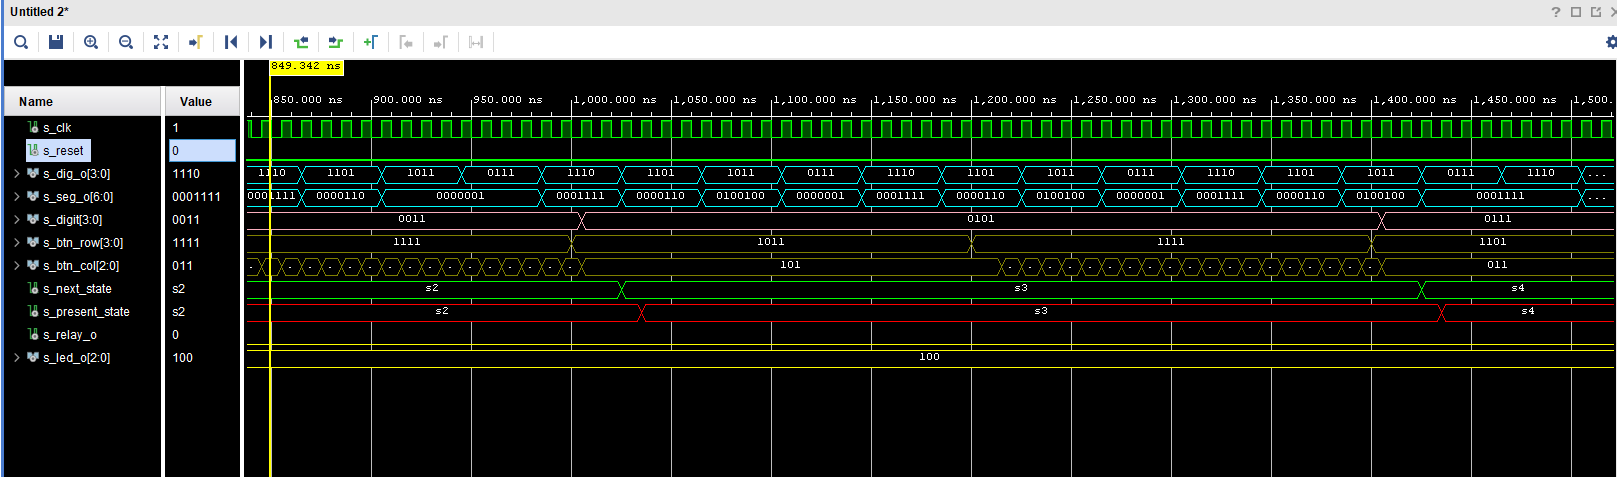 Untitled 2*
849.342 ns
Name Value
850.000 ns 900.000 ns 950.000 ns 1,000.000 ns 1,050.000 ns 1,100.000 ns 1,150.000 ns 1,200.000 ns 1,250.000 ns 1,300.000 ns 1,350.000 ns 1,400.000 ns 1,450.000 ns 1,500.
s_clk 1
s_reset 0
s_dig_o[3:0] 1110 1110 1101 1011 0111 1110 1101 1011 0111 1110 1101 1011 0111 1110 1101 1011 0111 1110 ...
s_seg_o[6:0] 0001111 0001111 0000110 0000001 0001111 0000110 0100100 0000001 0001111 0000110 0100100 0000001 0001111 0000110 0100100 0001111 ...
s_digit[3:0] 0011 0011 0101 0111
s_btn_row[3:0] 1111 1111 1011 1111 1101
s_btn_col[2:0] 011 . . . . . . . . . . . . . . . . . 101 . . . . . . . . . . . . . . . . . . . 011
s_next_state s2 s2 s3 s4
s_present_state s2 s2 s3 s4
s_relay_o 0
s_led_o[2:0] 100 100